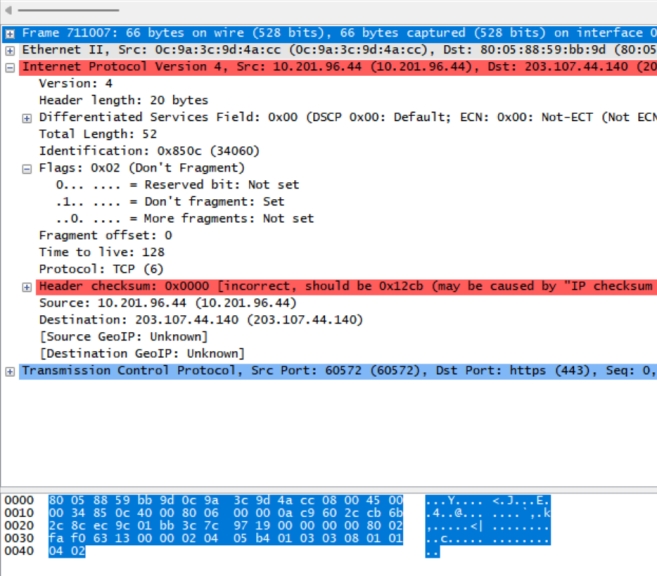 Frame 711007: 66 bytes on wire (528 bits), 66 bytes captured (528 bits) on interface 0
Ethernet II, Src: 0c:9a:3c:9d:4a:cc (0c:9a:3c:9d:4a:cc), Dst: 80:05:88:59:bb:9d (80:05
Internet Protocol Version 4, Src: 10.201.96.44 (10.201.96.44), Dst: 203.107.44.140 (20
Version: 4
Header length: 20 bytes
Differentiated Services Field: 0x00 (DSCP 0x00: Default; ECN: 0x00: Not-ECT (Not ECN
Total Length: 52
Identification: 0x850c (34060)
Flags: 0x02 (Don't Fragment)
0... .... = Reserved bit: Not set
.1.. .... = Don't fragment: Set
..0. .... = More fragments: Not set
Fragment offset: 0
Time to live: 128
Protocol: TCP (6)
Header checksum: 0x0000 [incorrect, should be 0x12cb (may be caused by "IP checksum
Source: 10.201.96.44 (10.201.96.44)
Destination: 203.107.44.140 (203.107.44.140)
[Source GeoIP: Unknown]
[Destination GeoIP: Unknown]
Transmission Control Protocol, Src Port: 60572 (60572), Dst Port: https (443), Seq: 0,
0000 80 05 88 59 bb 9d 0c 9a 3c 9d 4a cc 08 00 45 00 ...Y.... <.J...E.
0010 00 34 85 0c 40 00 80 06 00 00 0a c9 60 2c cb 6b .4..@... ....`,.k
0020 2c 8c ec 9c 01 bb 3c 7c 97 19 00 00 00 00 80 02 ,.....<| ........
0030 fa f0 63 13 00 00 02 04 05 b4 01 03 03 08 01 01 ..c..... ........
0040 04 02 ..